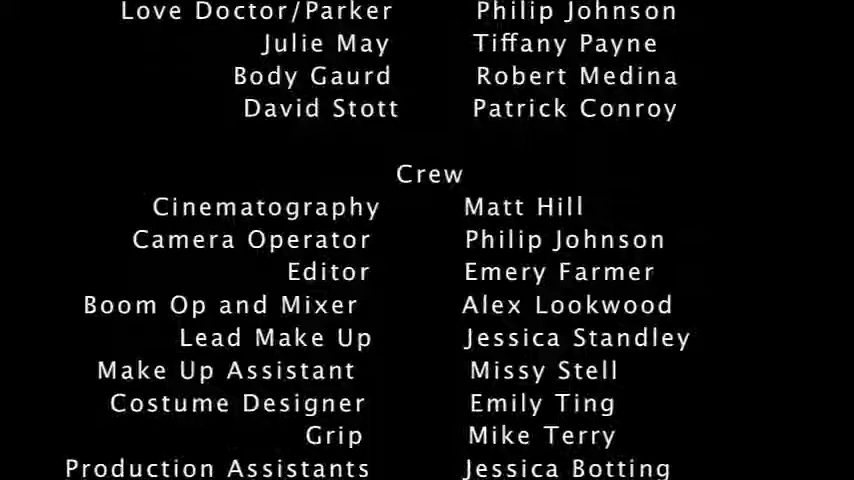 Love Doctor/Parker Philip Johnson
Julie May Tiffany Payne
Body Gaurd Robert Medina
David Stott Patrick Conroy
Crew
Cinematography Matt Hill
Camera Operator Philip Johnson
Editor Emery Farmer
Boom Op and Mixer Alex Lookwood
Lead Make Up Jessica Standley
Make Up Assistant Missy Stell
Costume Designer Emily Ting
Grip Mike Terry
Production Assistants Jessica Botting